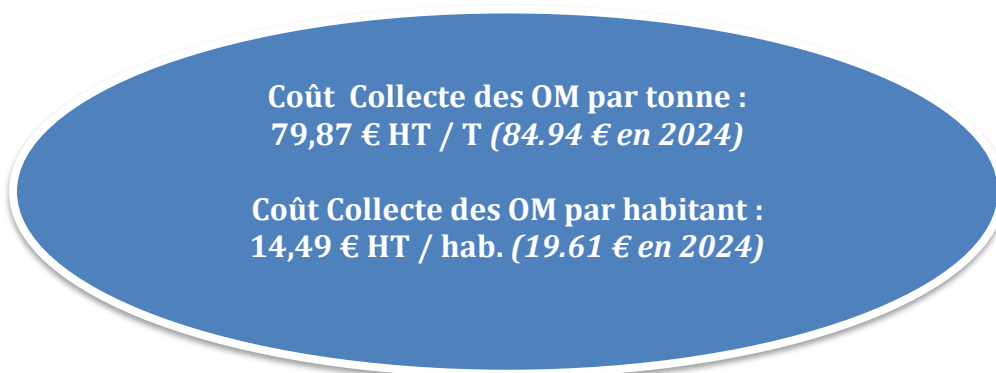 Coût Collecte des OM par tonne :
79,87 € HT / T (84.94 € en 2024)
Coût Collecte des OM par habitant :
14,49 € HT / hab. (19.61 € en 2024)